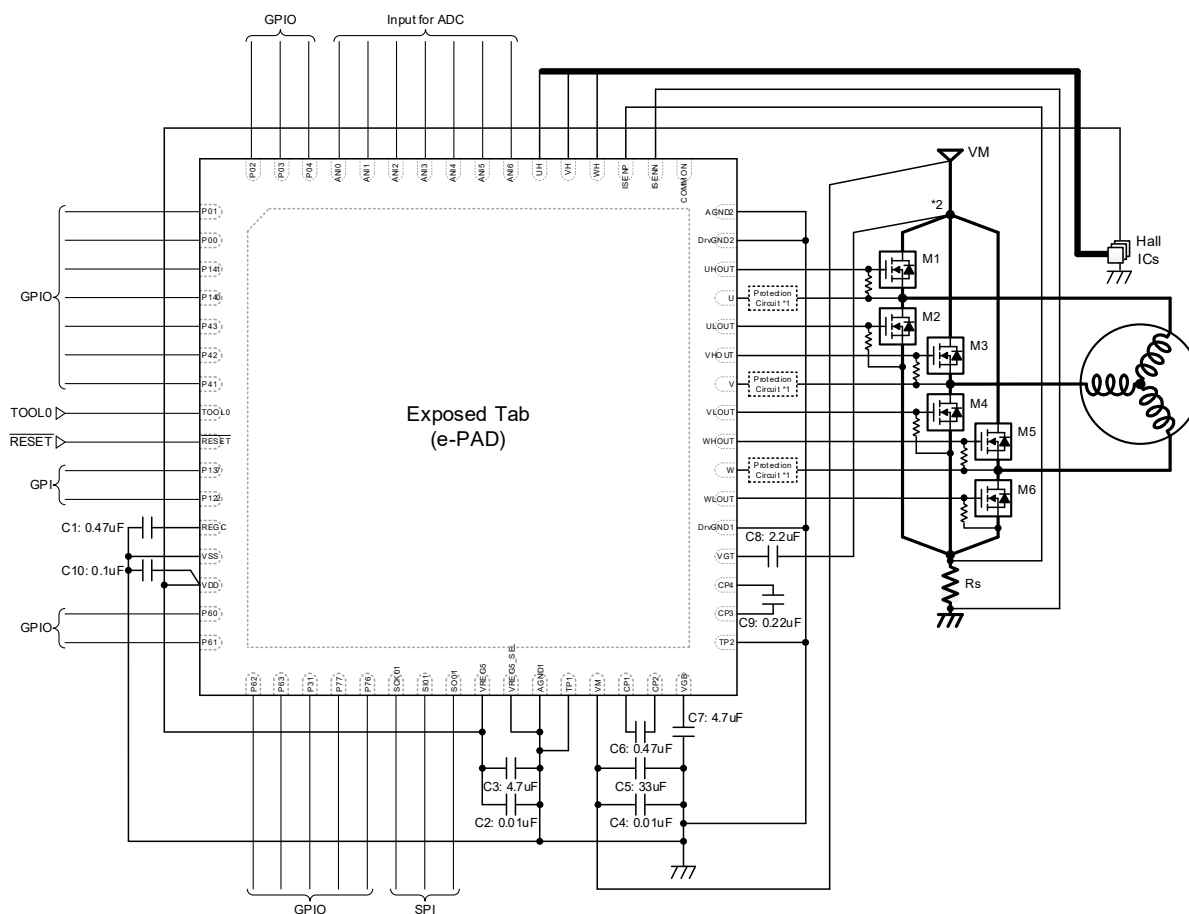 GPIO
Input for ADC
P02
P03
P04
ANI0
ANI1
ANI2
ANI3
ANI4
ANI5
ANI6
UH
VH
WH
ISENP
ISENN
COMMON
VM
*2
Hall
ICs
GPIO
P01
P00
P141
P140
P43
P42
P41
TOOL0
TOOL0
RESET
RESET
GPI
P137
P122
C1: 0.47uF
REGC
VSS
C10: 0.1uF
VDD
GPIO
P60
P61
Exposed Tab
(e-PAD)
AGND2
DrvGND2
UHOUT
U
ULOUT
VHOUT
V
VLOUT
WHOUT
W
WLOUT
DrvGND1
VGT
CP4
CP3
TP2
Protection
Circuit *1
Protection
Circuit *1
Protection
Circuit *1
M1
M2
M3
M4
M5
M6
C8: 2.2uF
C9: 0.22uF
Rs
P62
P63
P31
P77
P76
SCK01
SI01
SO01
VREG5
VREG5_SEL
AGND1
TP1
VM
CP1
CP2
VGB
C7: 4.7uF
C6: 0.47uF
C3: 4.7uF
C5: 33uF
C2: 0.01uF
C4: 0.01uF
GPIO
SPI